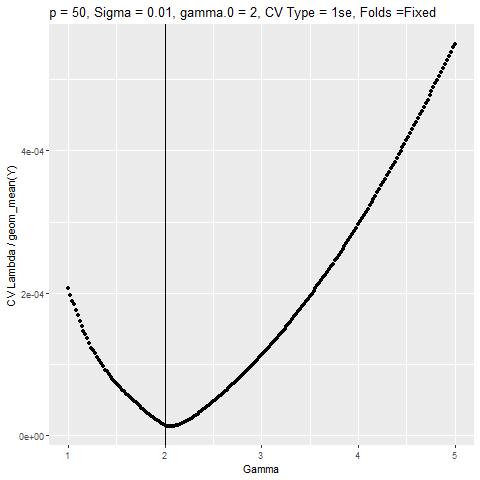 p = 50, Sigma = 0.01, gamma.0 = 2, CV Type = 1se, Folds =Fixed
CV Lambda / geom_mean(Y)
4e-04
2e-04
0e+00
1 2 3 4 5
Gamma